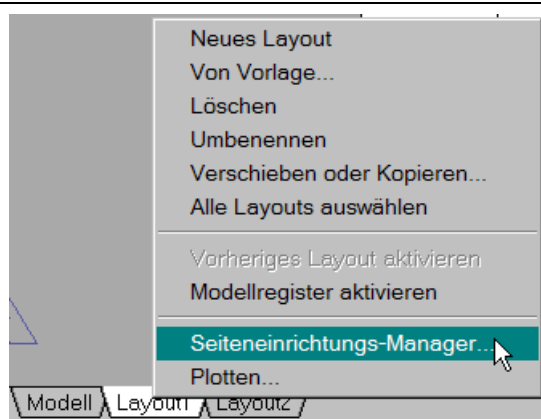 Neues Layout
Von Vorlage...
Löschen
Umbenennen
Verschieben oder Kopieren...
Alle Layouts auswählen
Vorheriges Layout aktivieren
Modellregister aktivieren
Seiteneinrichtungs-Manager...
Plotten...
Modell Layout1 Layout2